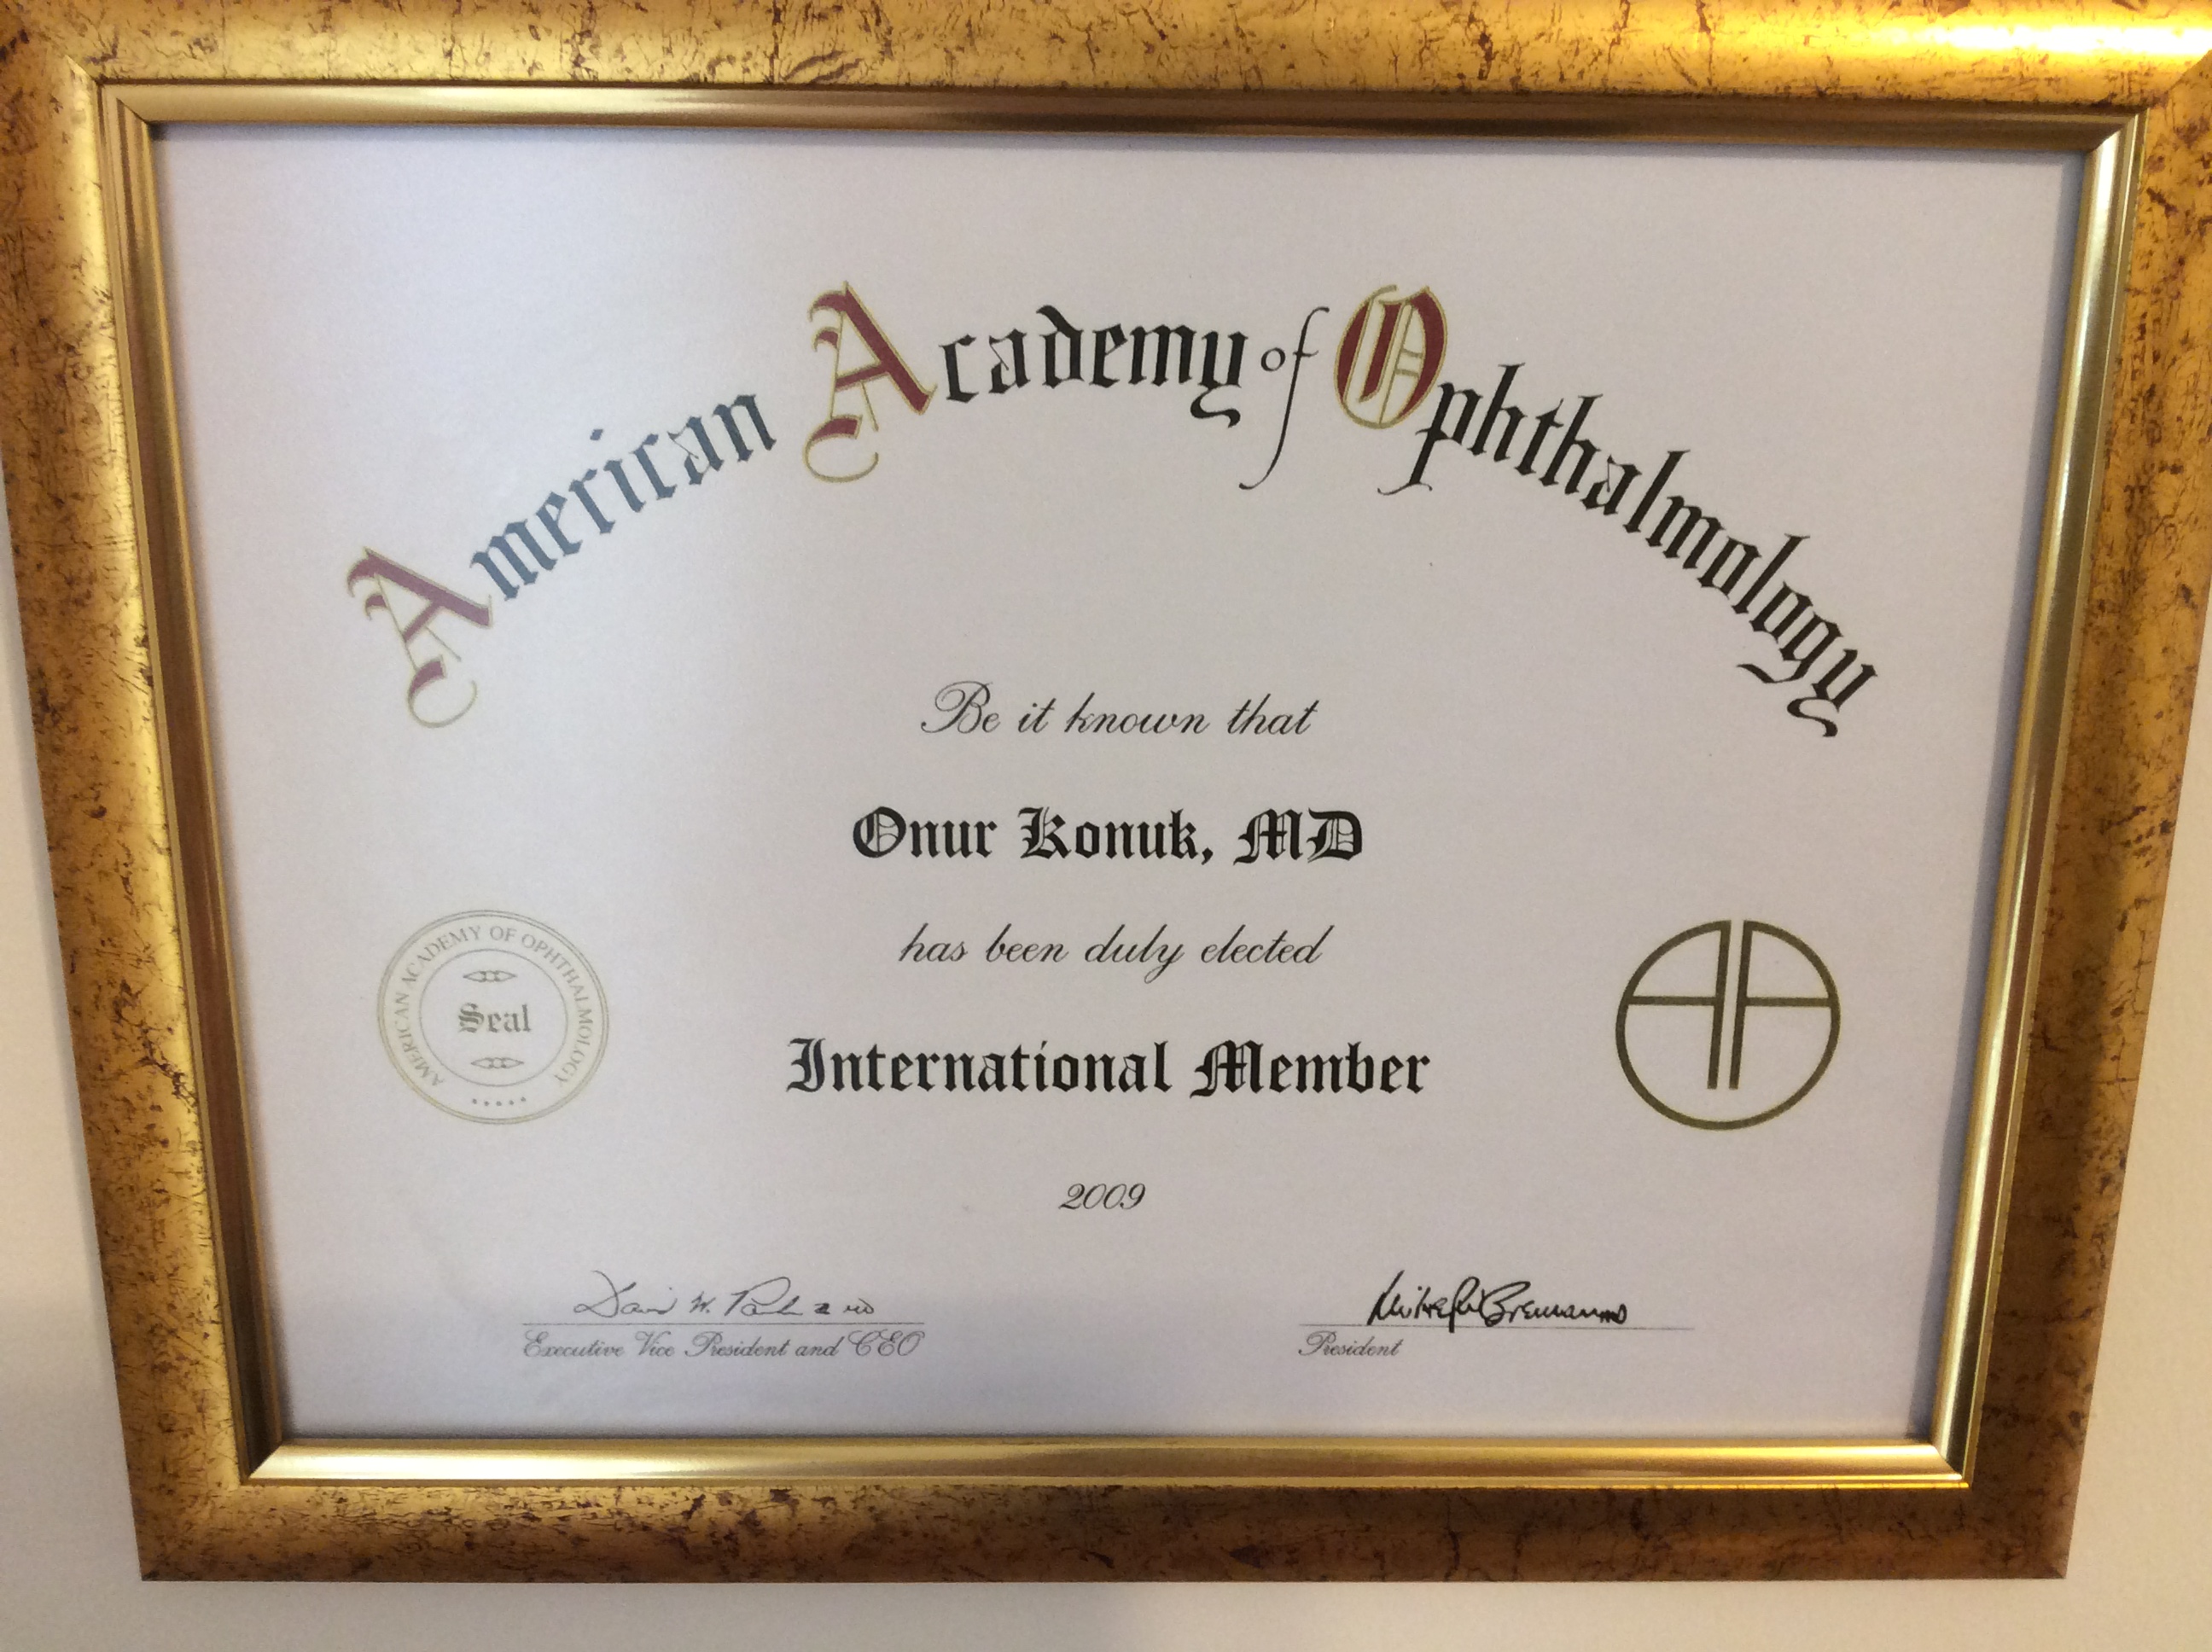 American Academy of Ophthalmology
Be it known that
Onur Konuk, MD
has been duly elected
AMERICAN ACADEMY OF OPHTHALMOLOGY
Seal
International Member
2009
Executive Vice President and CEO
President